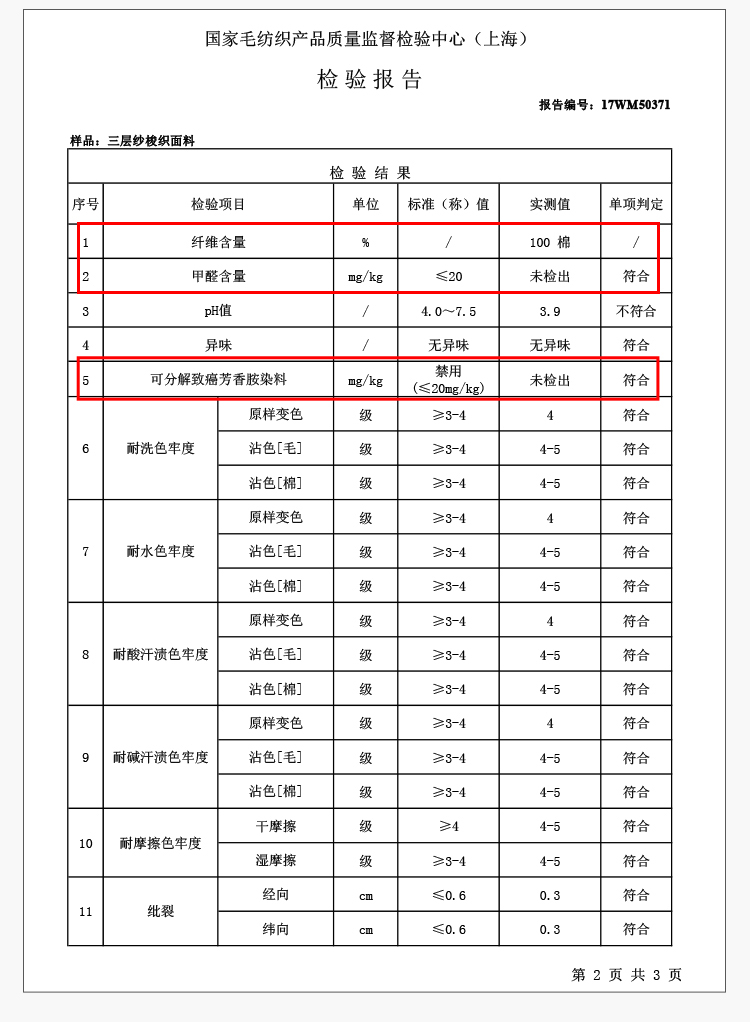 国家毛纺织产品质量监督检验中心（上海）
检验报告
报告编号：17WM50371
样品：三层纱梭织面料
检 验 结 果
序号 检验项目 单位 标准（称）值 实测值 单项判定
1 纤维含量 % / 100 棉 /
2 甲醛含量 mg/kg ≤20 未检出 符合
3 pH值 / 4.0～7.5 3.9 不符合
4 异味 / 无异味 无异味 符合
5 可分解致癌芳香胺染料 mg/kg 禁用 (≤20mg/kg) 未检出 符合
6 耐洗色牢度 原样变色 级 ≥3-4 4 符合
沾色[毛] 级 ≥3-4 4-5 符合
沾色[棉] 级 ≥3-4 4-5 符合
7 耐水色牢度 原样变色 级 ≥3-4 4 符合
沾色[毛] 级 ≥3-4 4-5 符合
沾色[棉] 级 ≥3-4 4-5 符合
8 耐酸汗渍色牢度 原样变色 级 ≥3-4 4 符合
沾色[毛] 级 ≥3-4 4-5 符合
沾色[棉] 级 ≥3-4 4-5 符合
9 耐碱汗渍色牢度 原样变色 级 ≥3-4 4 符合
沾色[毛] 级 ≥3-4 4-5 符合
沾色[棉] 级 ≥3-4 4-5 符合
10 耐摩擦色牢度 干摩擦 级 ≥4 4-5 符合
湿摩擦 级 ≥3-4 4-5 符合
11 纰裂 经向 cm ≤0.6 0.3 符合
纬向 cm ≤0.6 0.3 符合
第 2 页 共 3 页